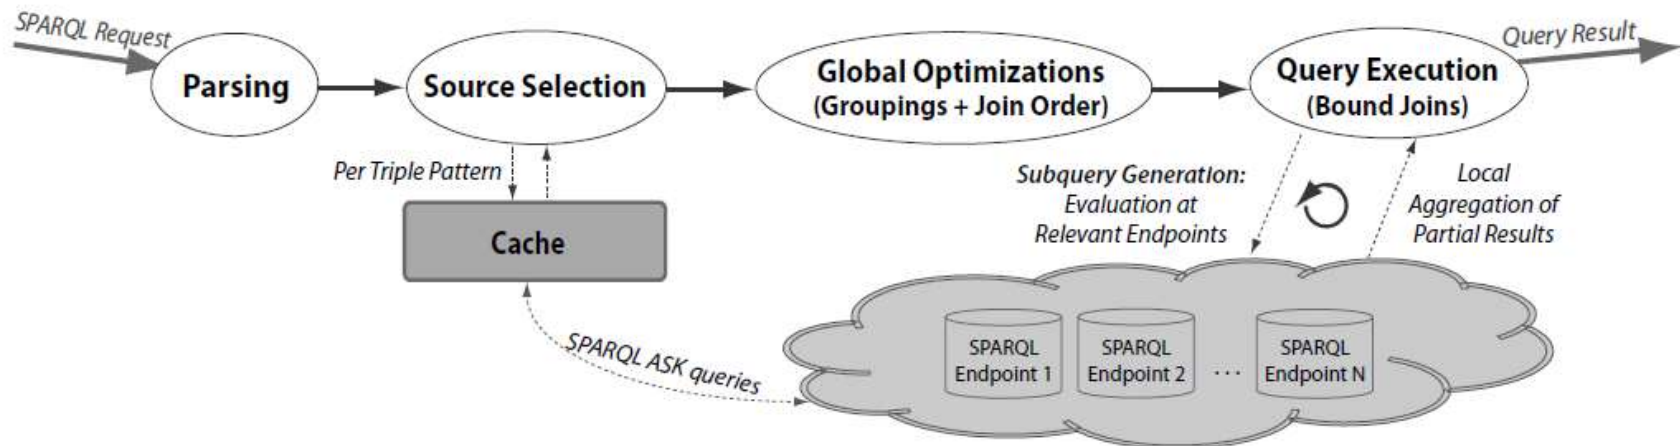 SPARQL Request
Parsing
Source Selection
Global Optimizations
(Groupings + Join Order)
Query Execution
(Bound Joins)
Query Result
Per Triple Pattern
Cache
SPARQL ASK queries
Subquery Generation:
Evaluation at
Relevant Endpoints
Local
Aggregation of
Partial Results
SPARQL
Endpoint 1
SPARQL
Endpoint 2
...
SPARQL
Endpoint N